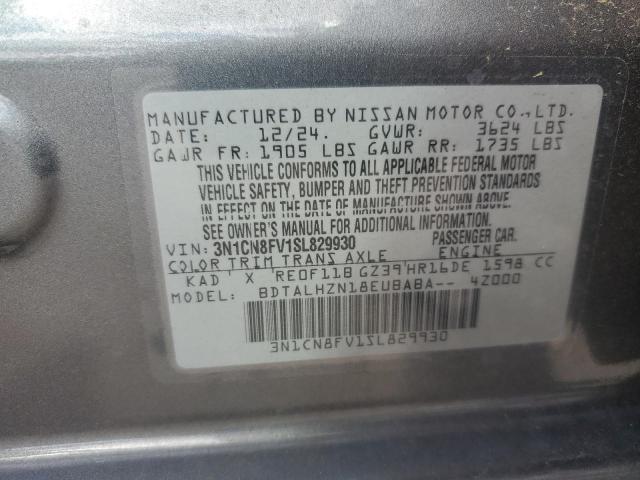 MANUFACTURED BY NISSAN MOTOR CO., LTD.
DATE: 12/24. GVWR: 3624 LBS
GAWR FR: 1905 LBS GAWR RR: 1735 LBS
THIS VEHICLE CONFORMS TO ALL APPLICABLE FEDERAL MOTOR
VEHICLE SAFETY, BUMPER AND THEFT PREVENTION STANDARDS
IN EFFECT ON THE DATE OF MANUFACTURE SHOWN ABOVE.
SEE OWNER'S MANUAL FOR ADDITIONAL INFORMATION.
VIN: 3N1CN8FV1SL829930 PASSENGER CAR.
COLOR TRIM TRANS AXLE ENGINE
KAD X RE0F11B GZ39 HR16DE 1598 CC
MODEL: BDTALHZN18EUBABA-- 4Z000
3N1CN8FV1SL829930